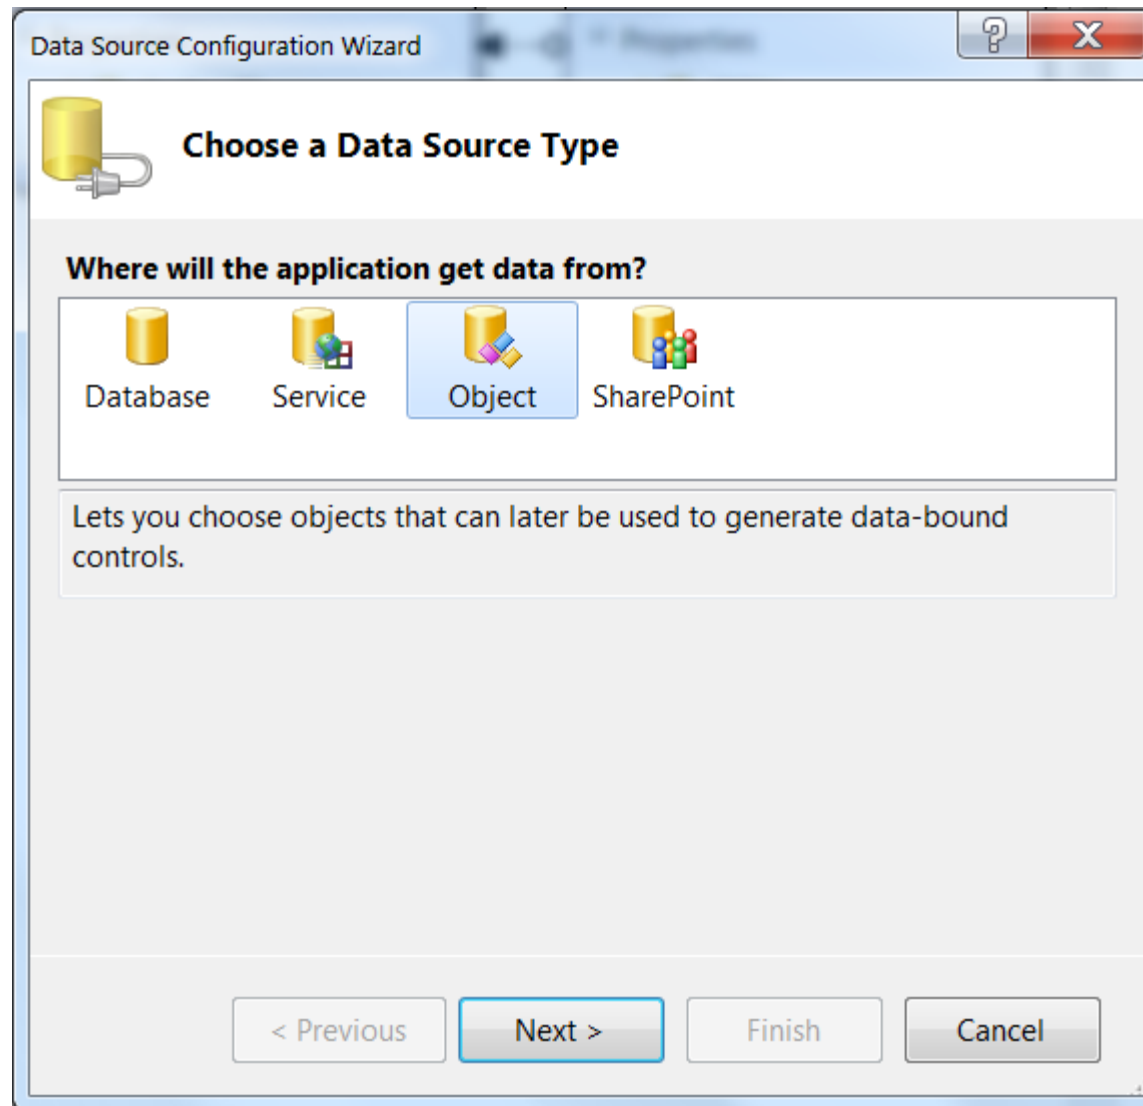 Data Source Configuration Wizard
Properties
Choose a Data Source Type
Where will the application get data from?
Database
Service
Object
SharePoint
Lets you choose objects that can later be used to generate data-bound
controls.
< Previous
Next >
Finish
Cancel